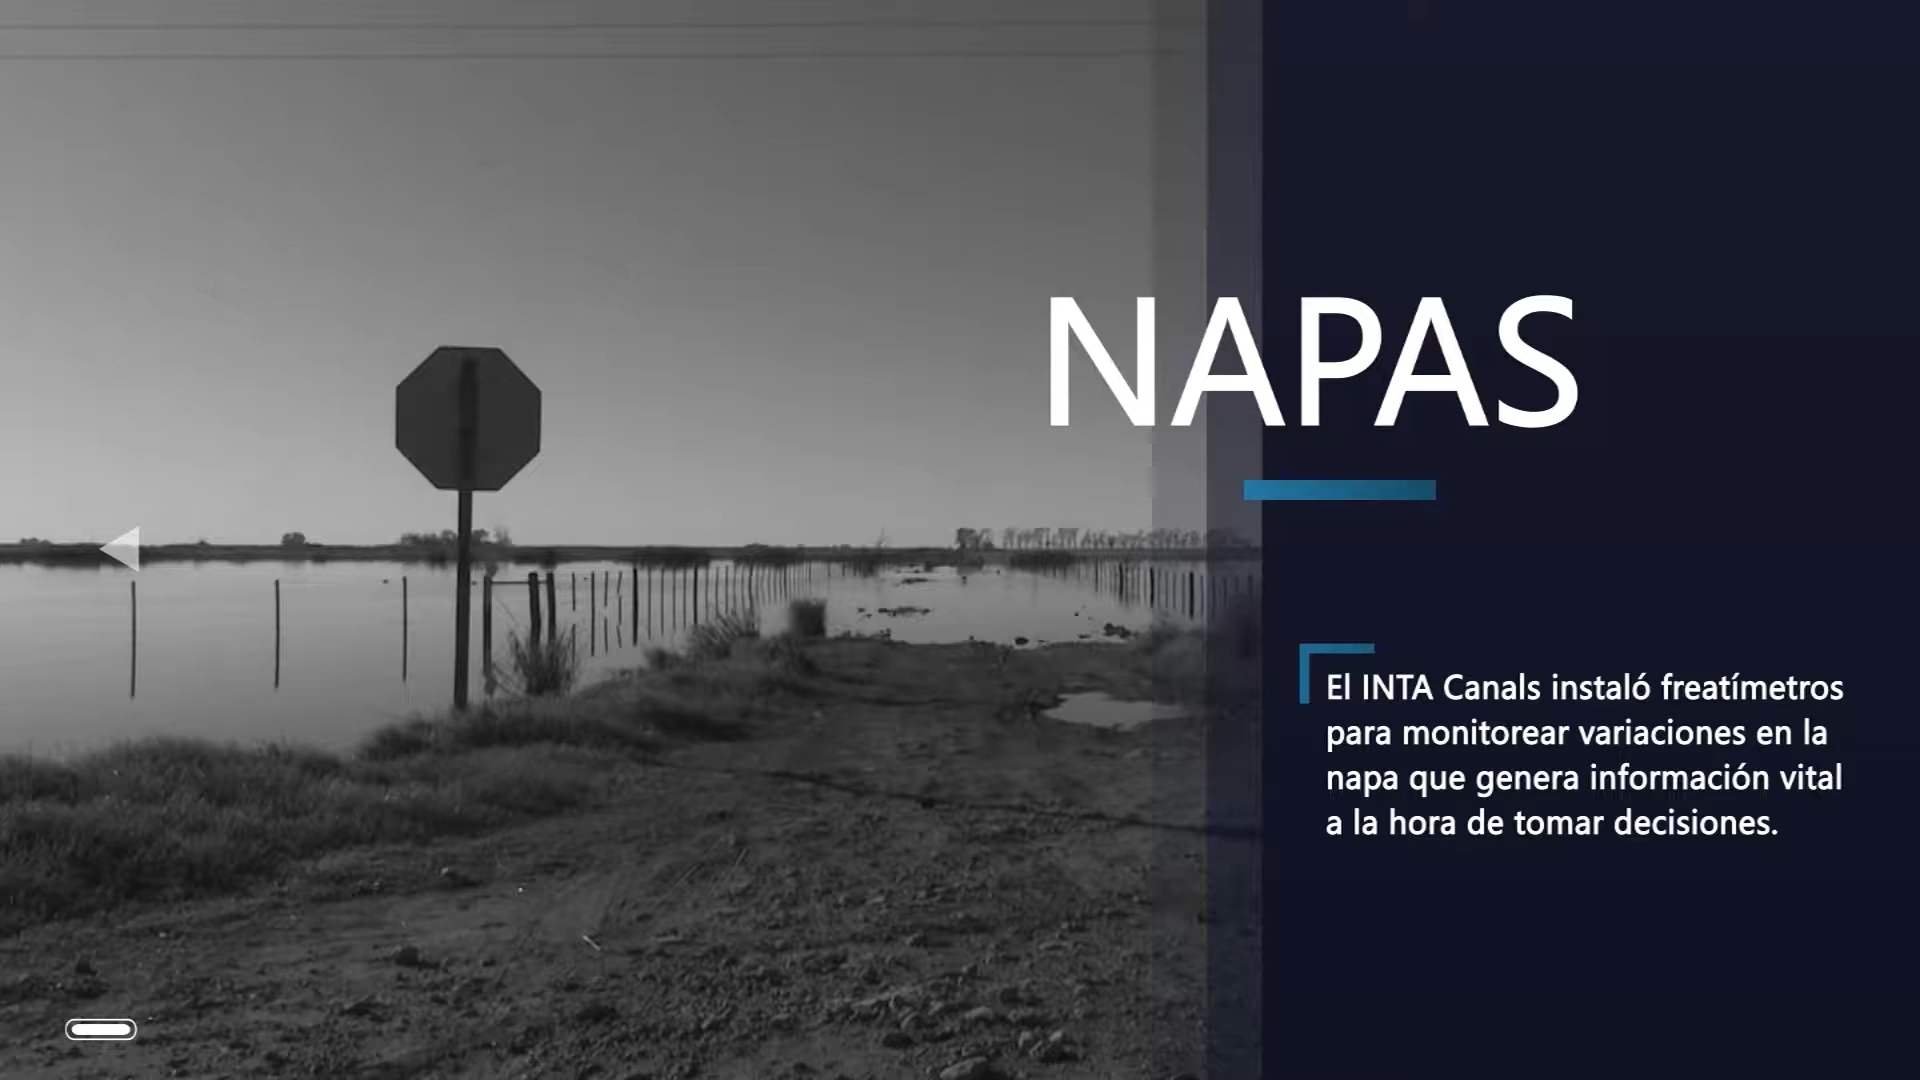 NAPAS
El INTA Canals instaló freatímetros
para monitorear variaciones en la
napa que genera información vital
a la hora de tomar decisiones.